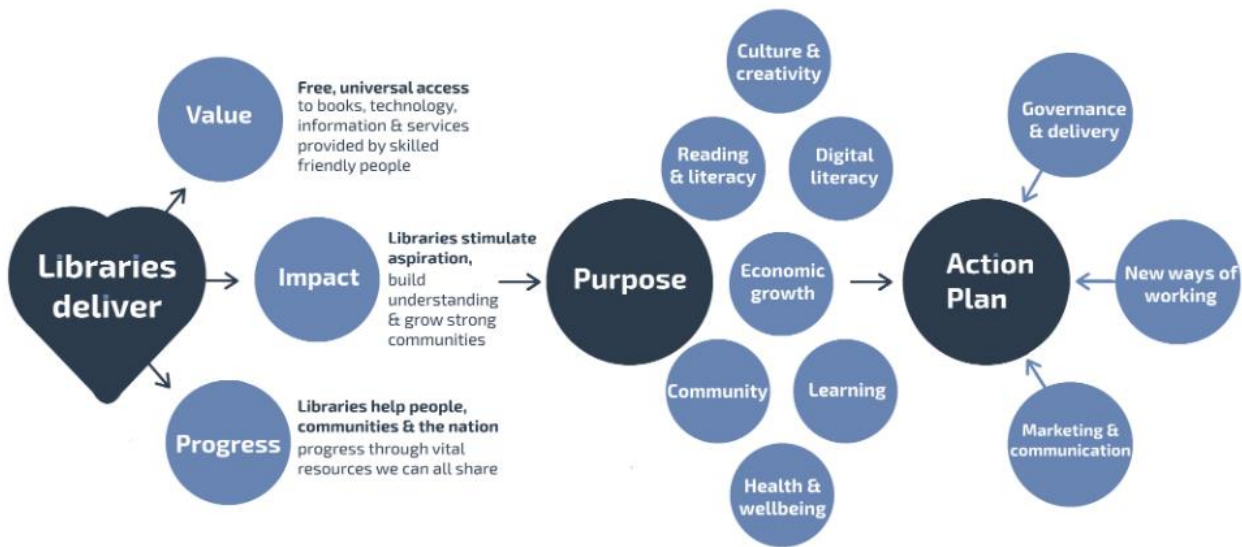 Libraries
deliver
Value
Free, universal access
to books, technology,
information & services
provided by skilled
friendly people
Impact
Libraries stimulate
aspiration,
build
understanding
& grow strong
communities
Progress
Libraries help people,
communities & the nation
progress through vital
resources we can all share
Purpose
Culture &
creativity
Reading
& literacy
Digital
literacy
Economic
growth
Community
Learning
Health &
wellbeing
Action
Plan
Governance
& delivery
New ways of
working
Marketing &
communication